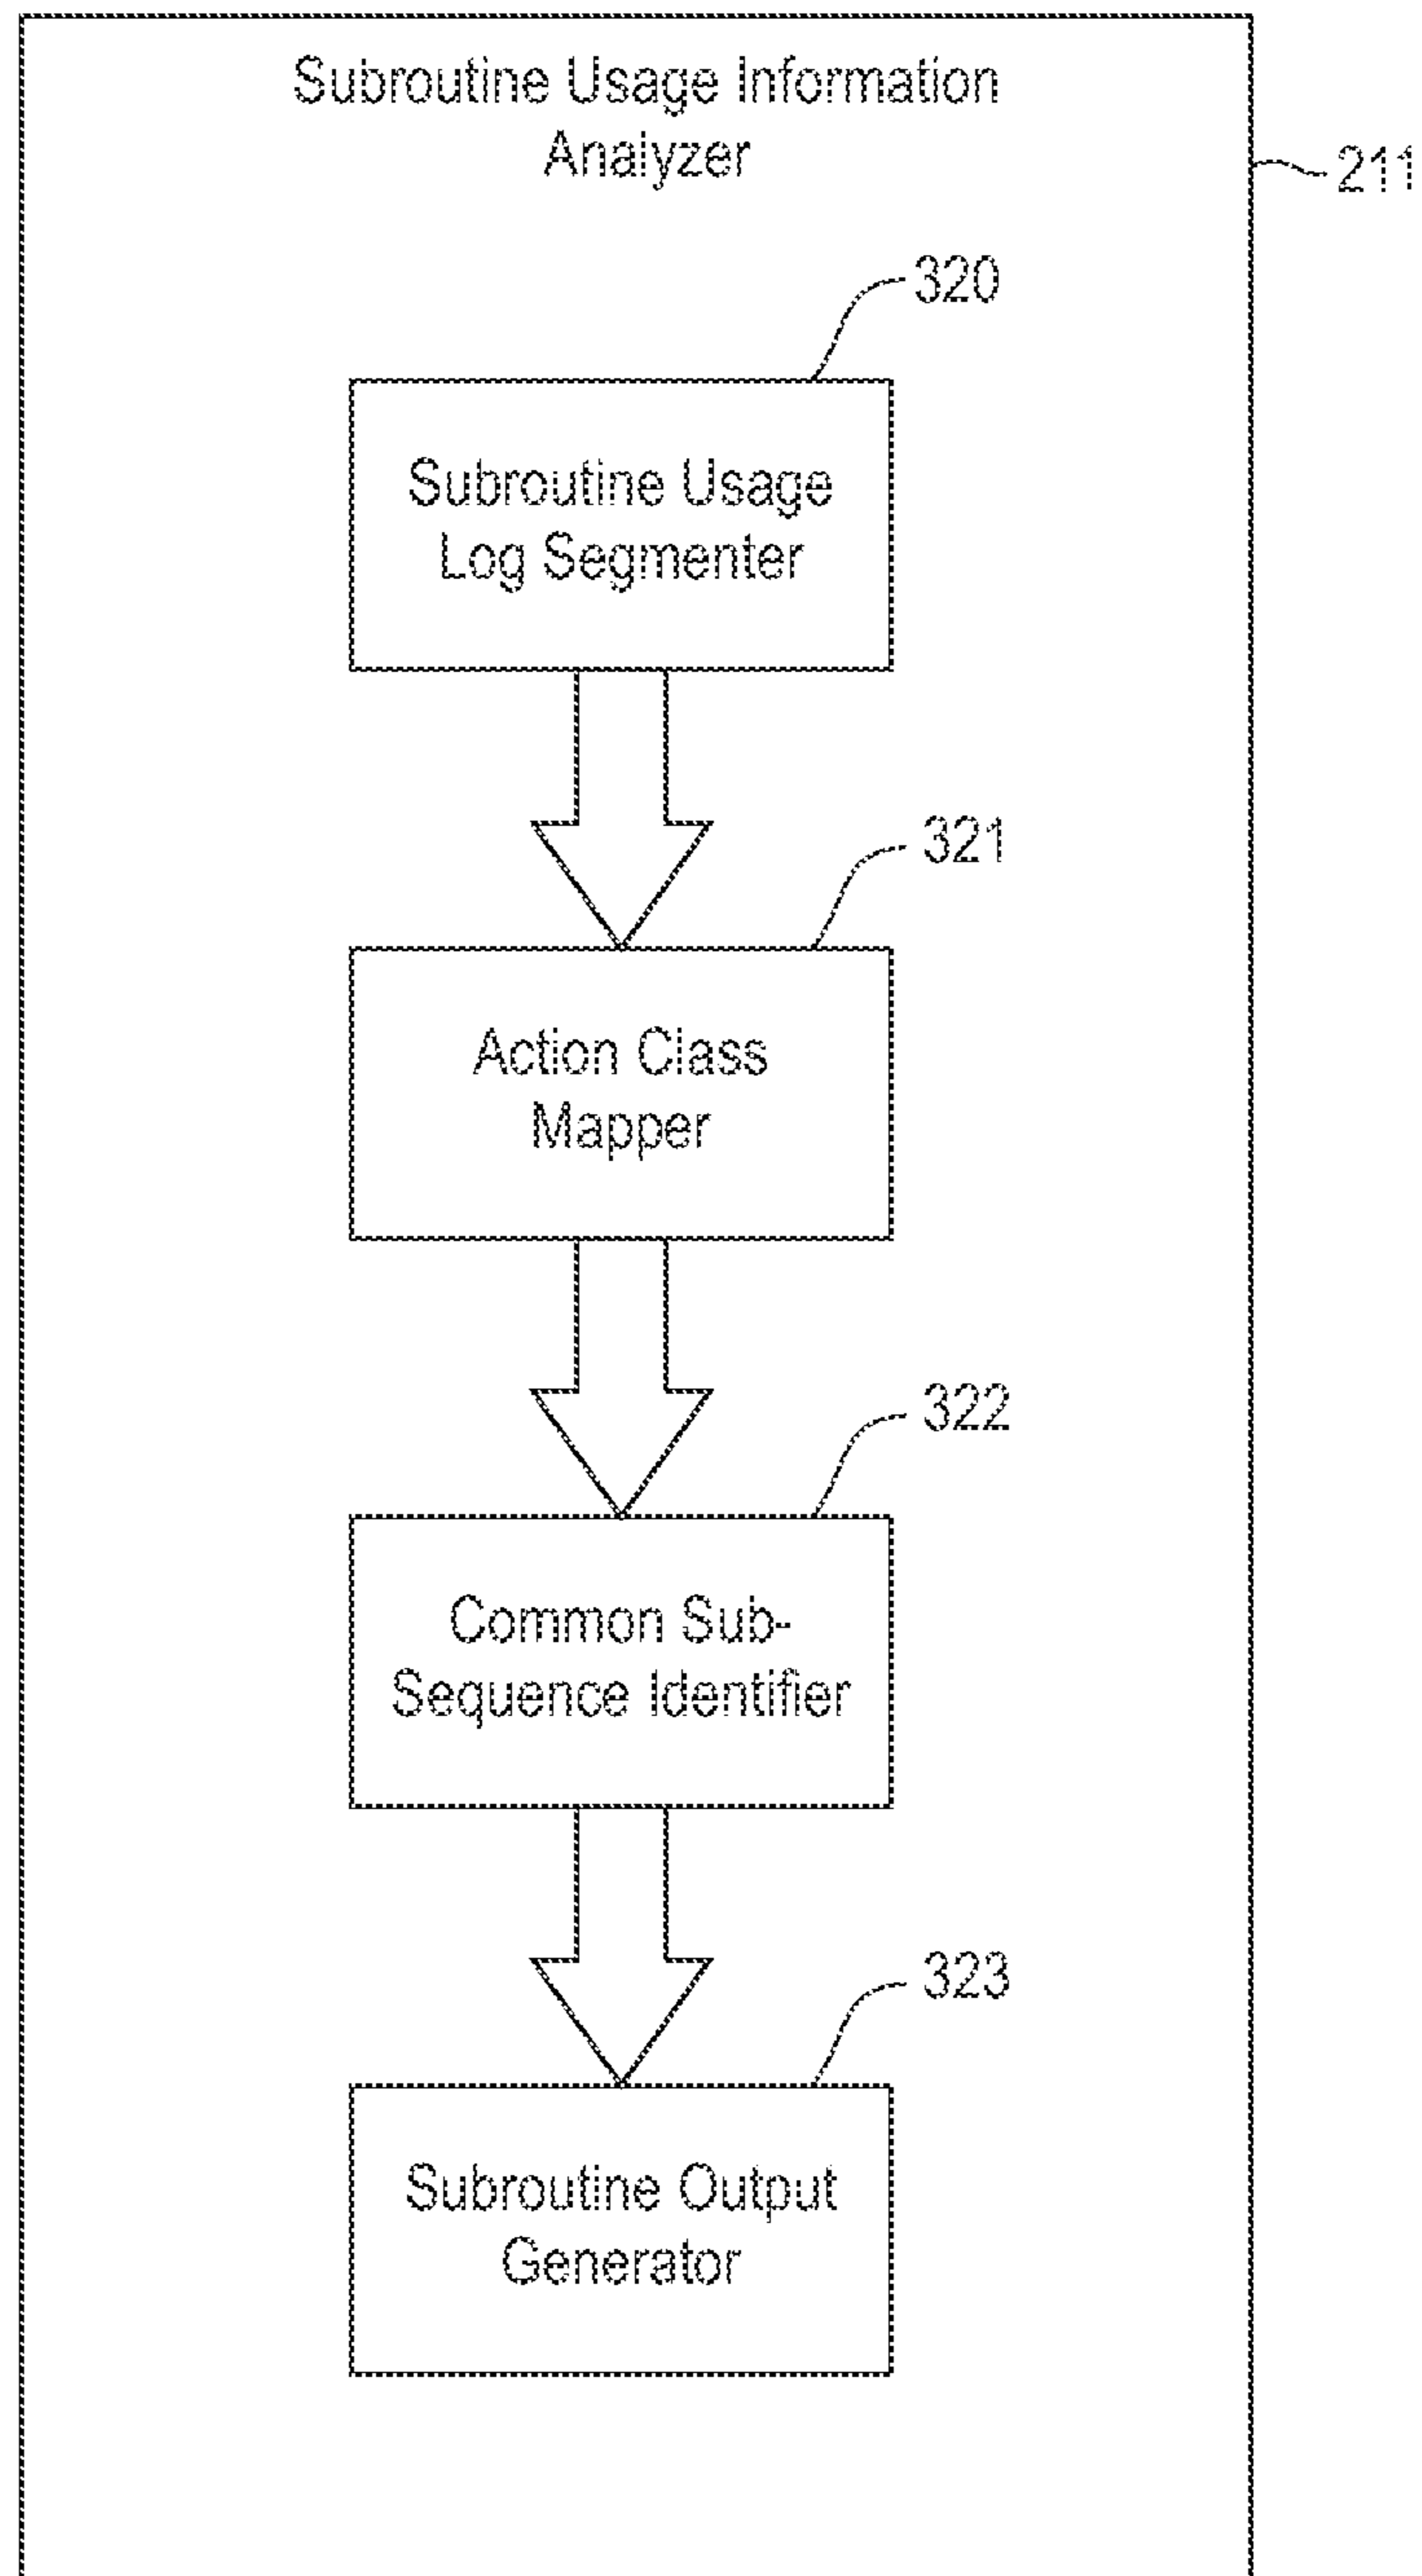 Subroutine Usage Information
Analyzer
211
320
Subroutine Usage
Log Segmenter
321
Action Class
Mapper
322
Common Sub-
Sequence Identifier
323
Subroutine Output
Generator